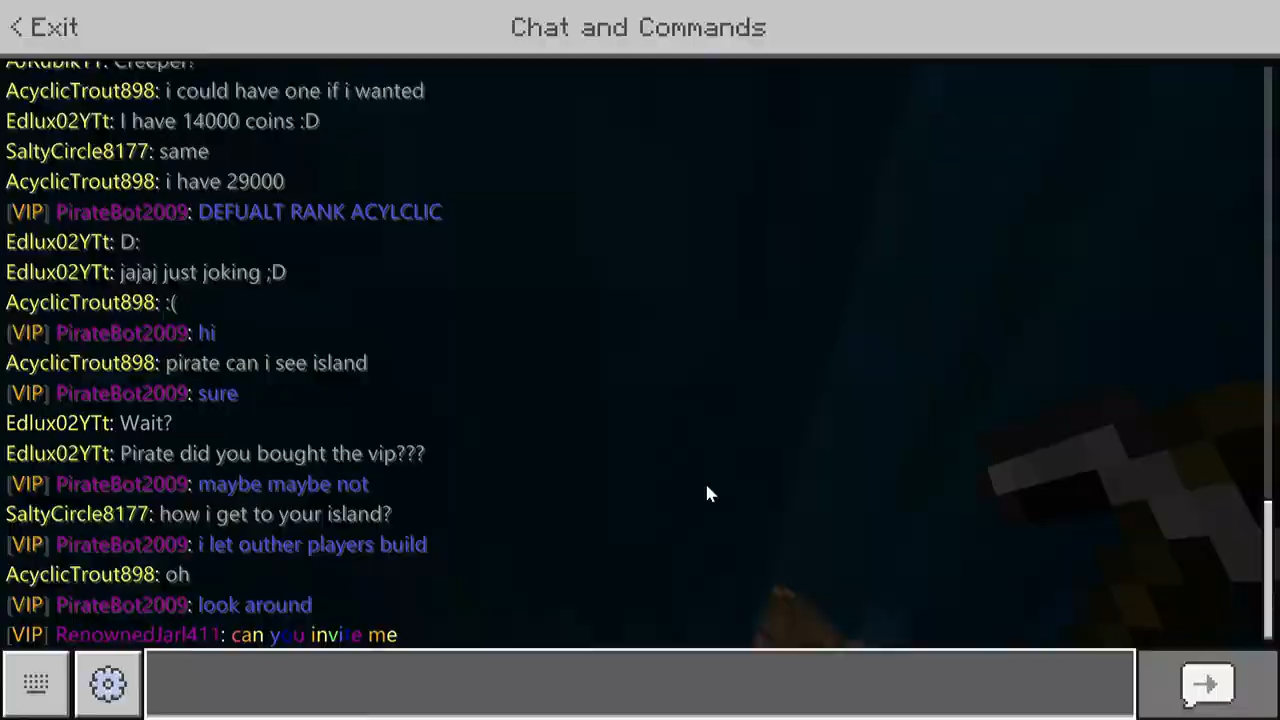 < Exit
Chat and Commands
AcyclicTrout898: i could have one if i wanted
Edlux02YTt: I have 14000 coins :D
SaltyCircle8177: same
AcyclicTrout898: i have 29000
[VIP] PirateBot2009: DEFUALT RANK ACYLCLIC
Edlux02YTt: D:
Edlux02YTt: jajaj just joking ;D
AcyclicTrout898: :(
[VIP] PirateBot2009: hi
AcyclicTrout898: pirate can i see island
[VIP] PirateBot2009: sure
Edlux02YTt: Wait?
Edlux02YTt: Pirate did you bought the vip???
[VIP] PirateBot2009: maybe maybe not
SaltyCircle8177: how i get to your island?
[VIP] PirateBot2009: i let outher players build
AcyclicTrout898: oh
[VIP] PirateBot2009: look around
[VIP] RenownedJarl411: can you invite me